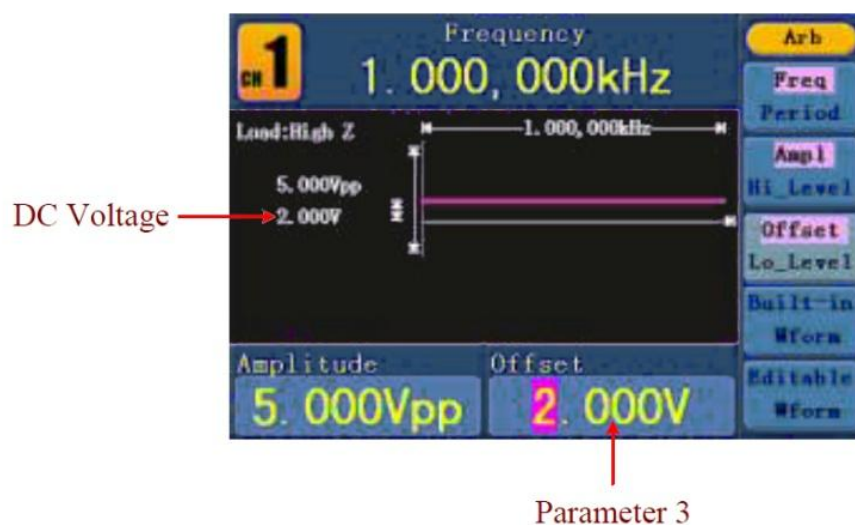 CH 1
Frequency
1.000,000kHz
Arb
Freq
Period
Load:High Z
1.000,000kHz
Ampl
Hi_Level
5.000Vpp
DC Voltage
2.000V
Offset
Lo_Level
Built-in
Wform
Amplitude
Offset
5.000Vpp
2.000V
Editable
Wform
Parameter 3